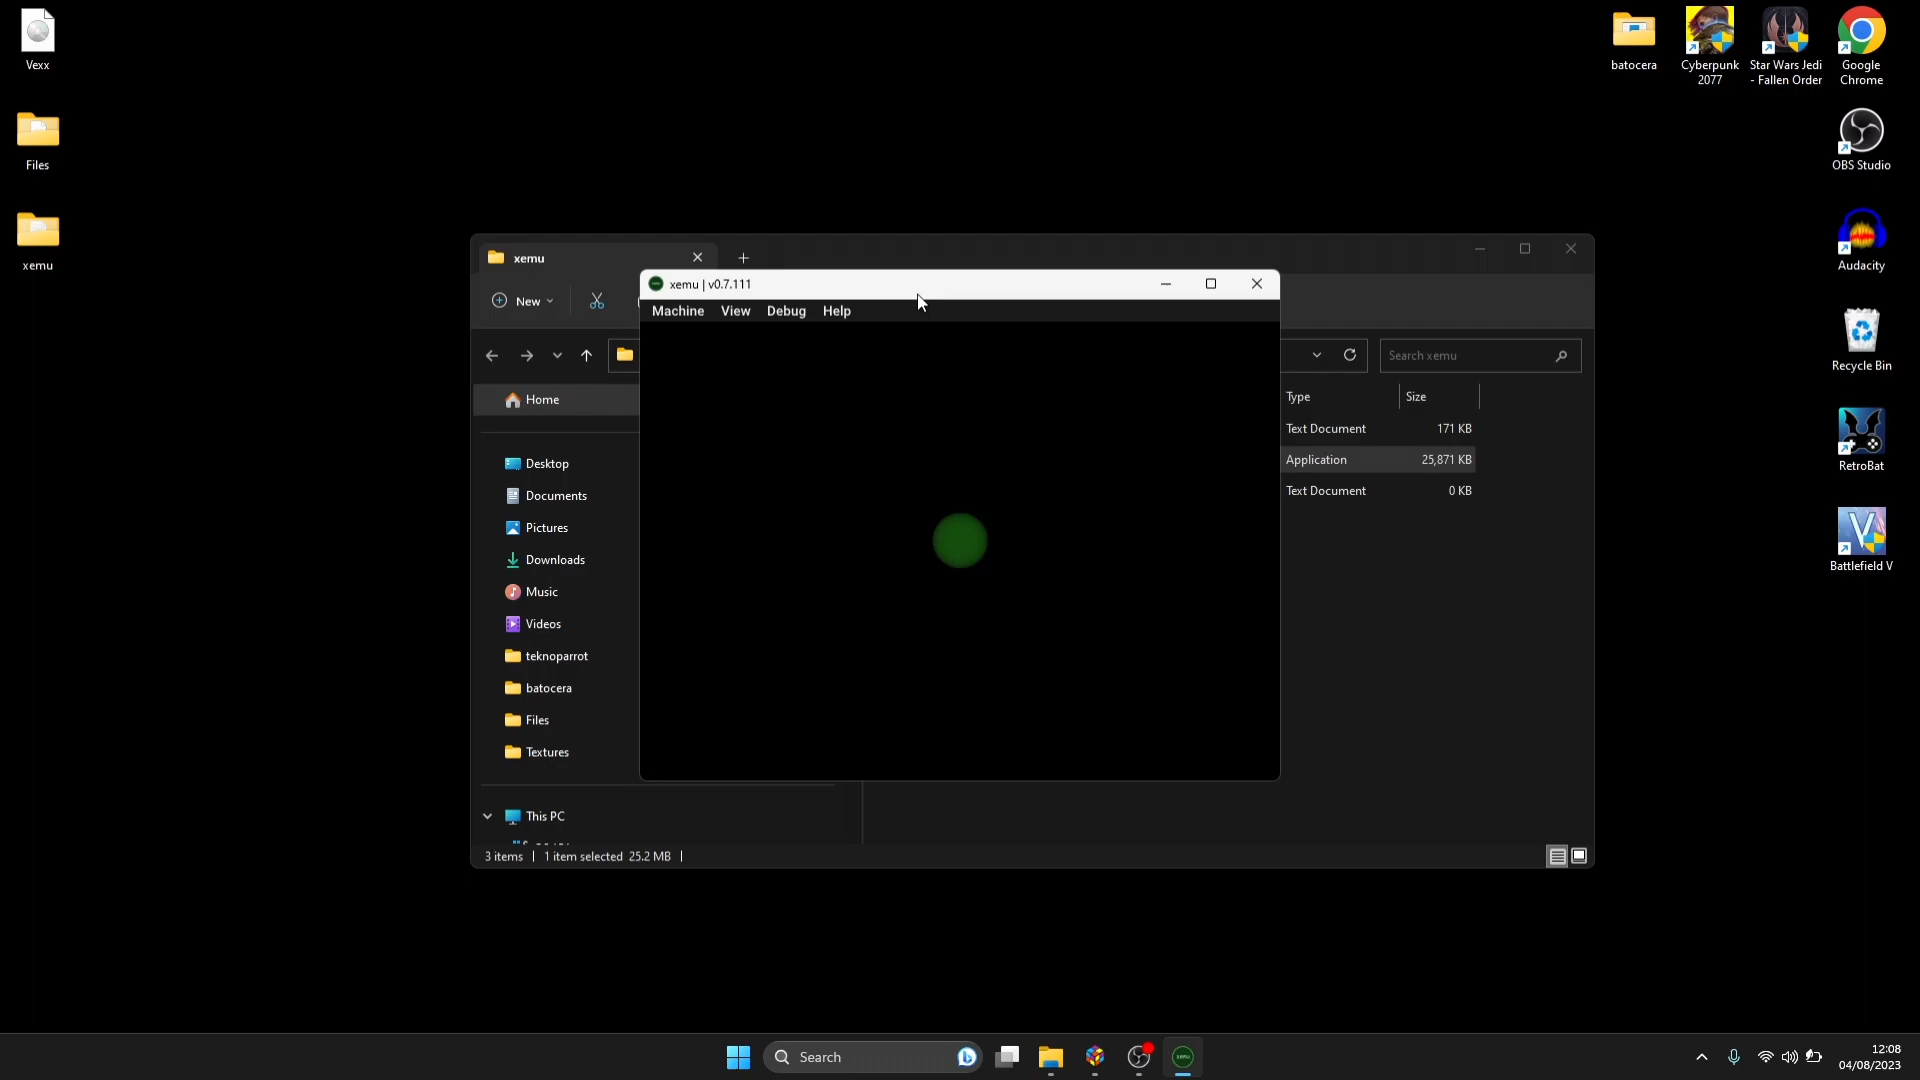 Vexx
Files
xemu
batocera
Cyberpunk
2077
Star Wars Jedi
- Fallen Order
Google
Chrome
OBS Studio
Audacity
Recycle Bin
RetroBat
Battlefield V
xemu
New
Search xemu
Home
Desktop
Documents
Pictures
Downloads
Music
Videos
teknoparrot
batocera
Files
Textures
This PC
3 items
1 item selected 25.2 MB
Type
Size
Text Document
171 KB
Application
25,871 KB
Text Document
0 KB
xemu | v0.7.111
Machine
View
Debug
Help
Search
xemu
12:08
04/08/2023